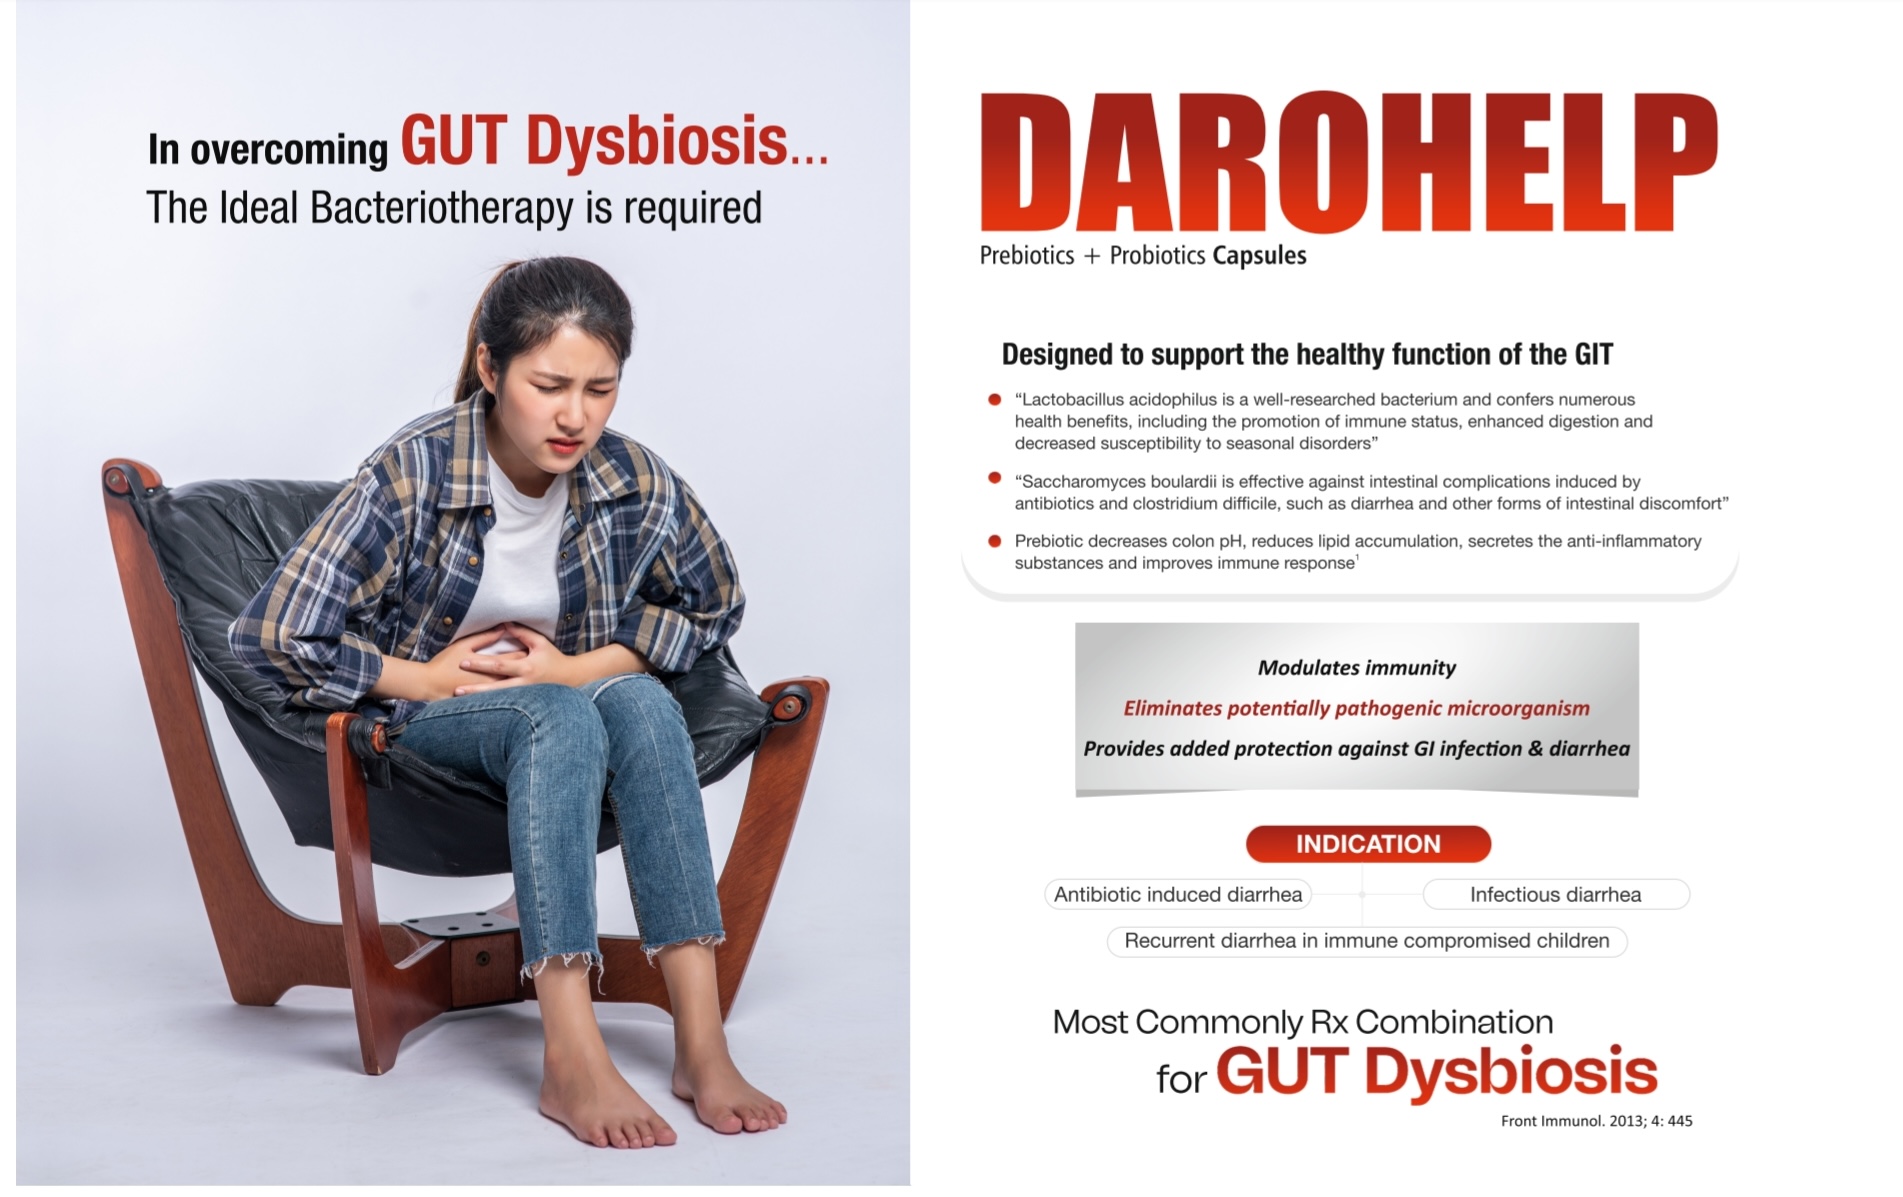 In overcoming GUT Dysbiosis...
The Ideal Bacteriotherapy is required
DAROHELP
Prebiotics + Probiotics Capsules
Designed to support the healthy function of the GIT
“Lactobacillus acidophilus is a well-researched bacterium and confers numerous
health benefits, including the promotion of immune status, enhanced digestion and
decreased susceptibility to seasonal disorders”
“Saccharomyces boulardii is effective against intestinal complications induced by
antibiotics and clostridium difficile, such as diarrhea and other forms of intestinal discomfort”
Prebiotic decreases colon pH, reduces lipid accumulation, secretes the anti-inflammatory
substances and improves immune response¹
Modulates immunity
Eliminates potentially pathogenic microorganism
Provides added protection against GI infection & diarrhea
INDICATION
Antibiotic induced diarrhea
Infectious diarrhea
Recurrent diarrhea in immune compromised children
Most Commonly Rx Combination
for GUT Dysbiosis
Front Immunol. 2013; 4: 445